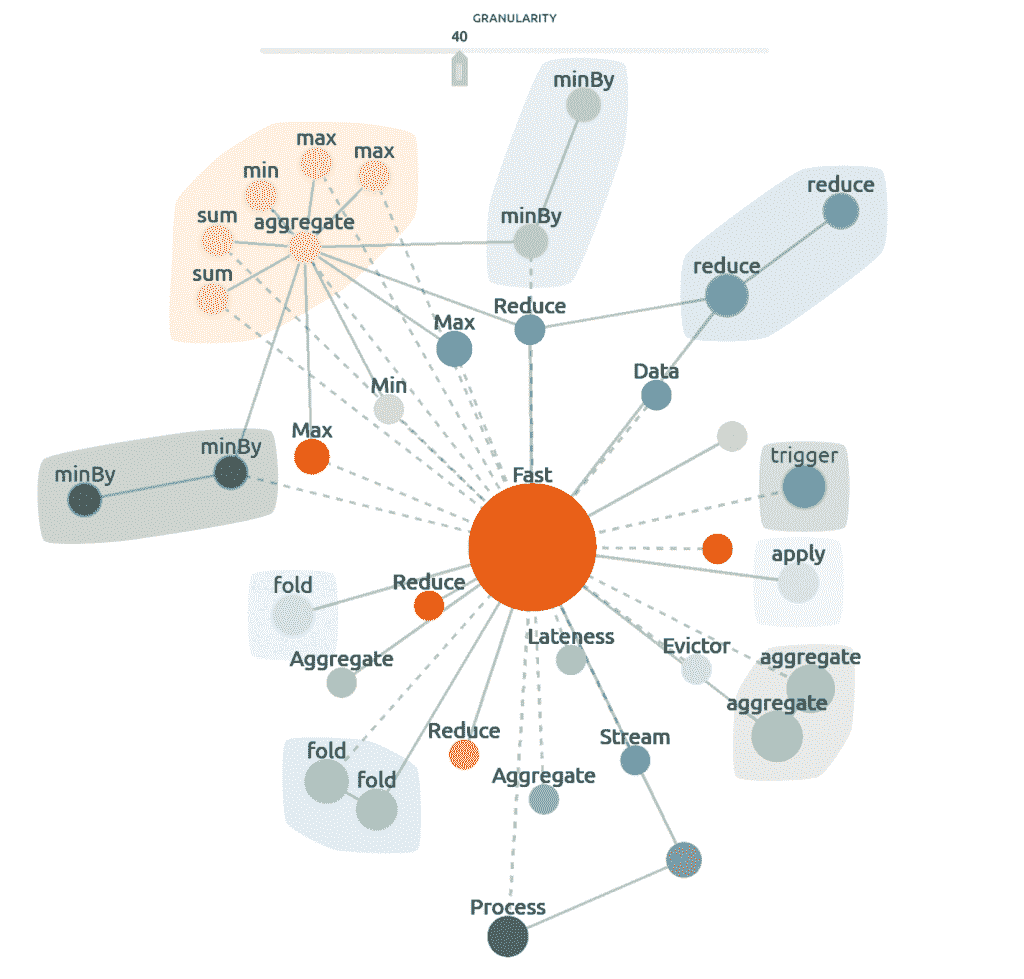 GRANULARITY
40
minBy
max
max
min
reduce
sum
aggregate
minBy
reduce
sum
Reduce
Max
Data
Min
Max
minBy
trigger
minBy
Fast
apply
fold
Reduce
Lateness
Evictor
Aggregate
aggregate
aggregate
Reduce
Stream
fold
Aggregate
fold
Process